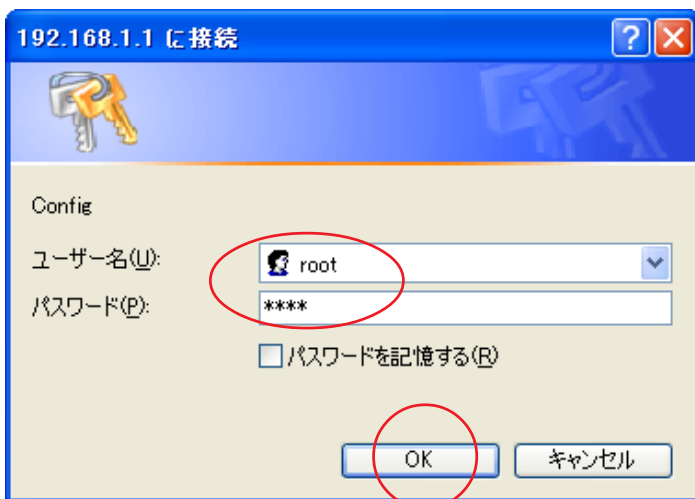 192.168.1.1 に接続
Config
ユーザー名(U):
root
パスワード(P):
****
パスワードを記憶する(R)
OK
キャンセル